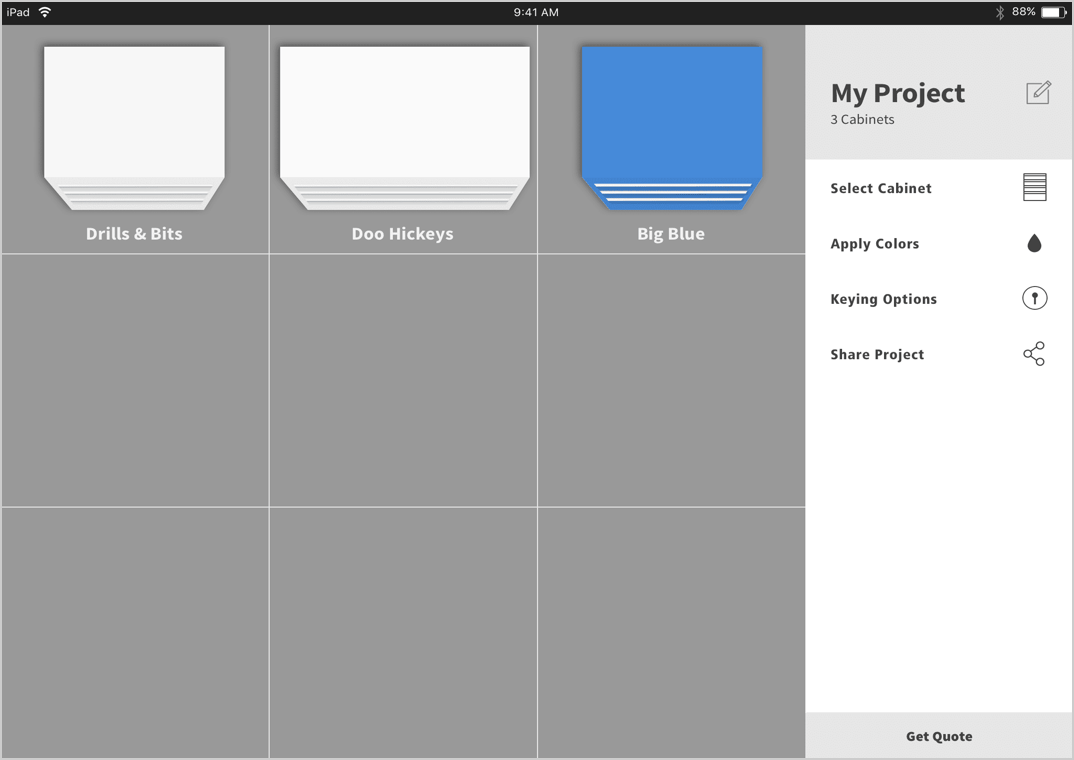 iPad 9:41 AM 88%
Drills & Bits
Doo Hickeys
Big Blue
My Project
3 Cabinets
Select Cabinet
Apply Colors
Keying Options
Share Project
Get Quote